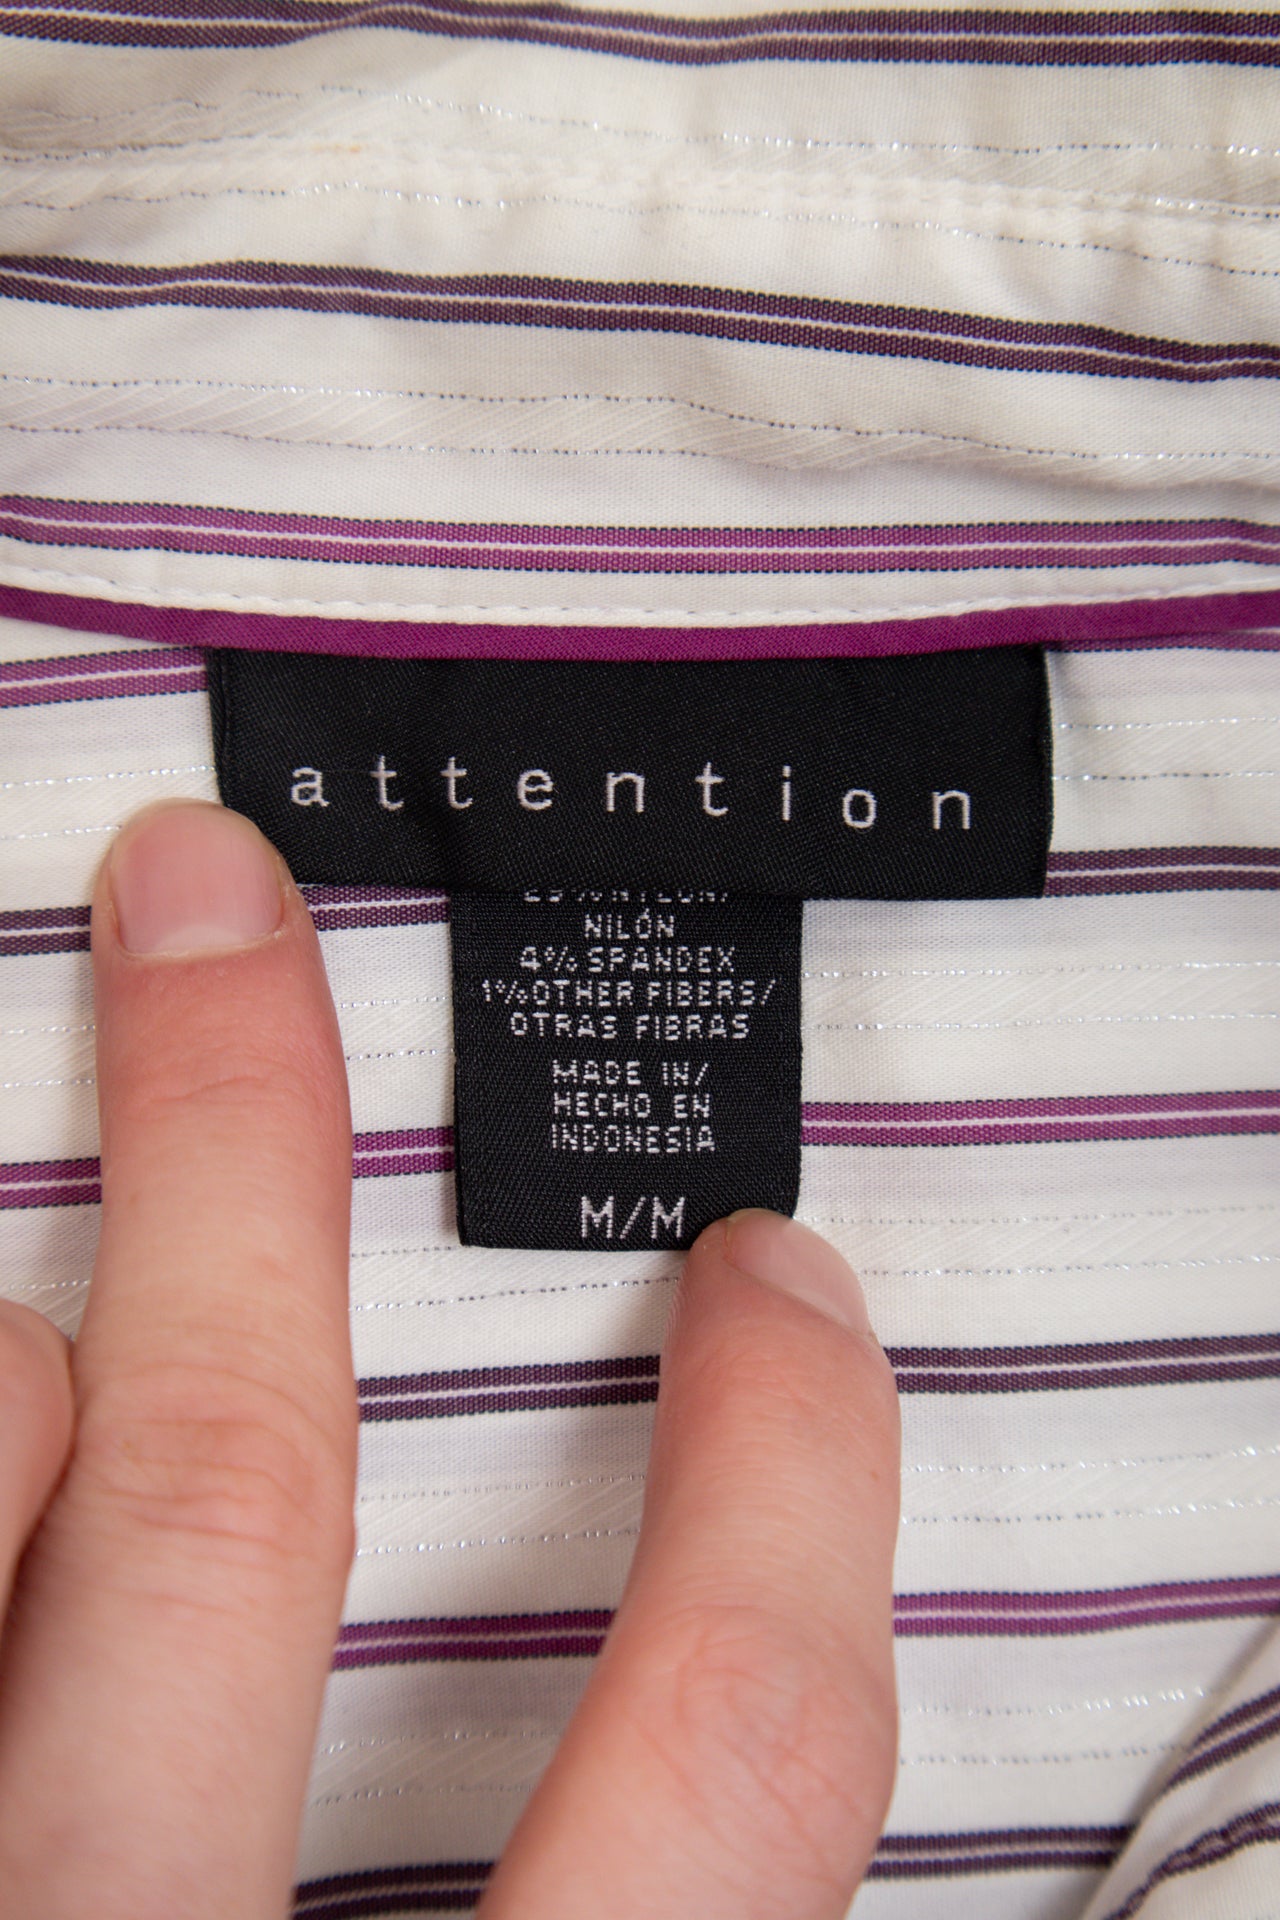 attention
NILÓN
4% SPANDEX
1% OTHER FIBERS/
OTRAS FIBRAS
MADE IN/
HECHO EN
INDONESIA
M/M